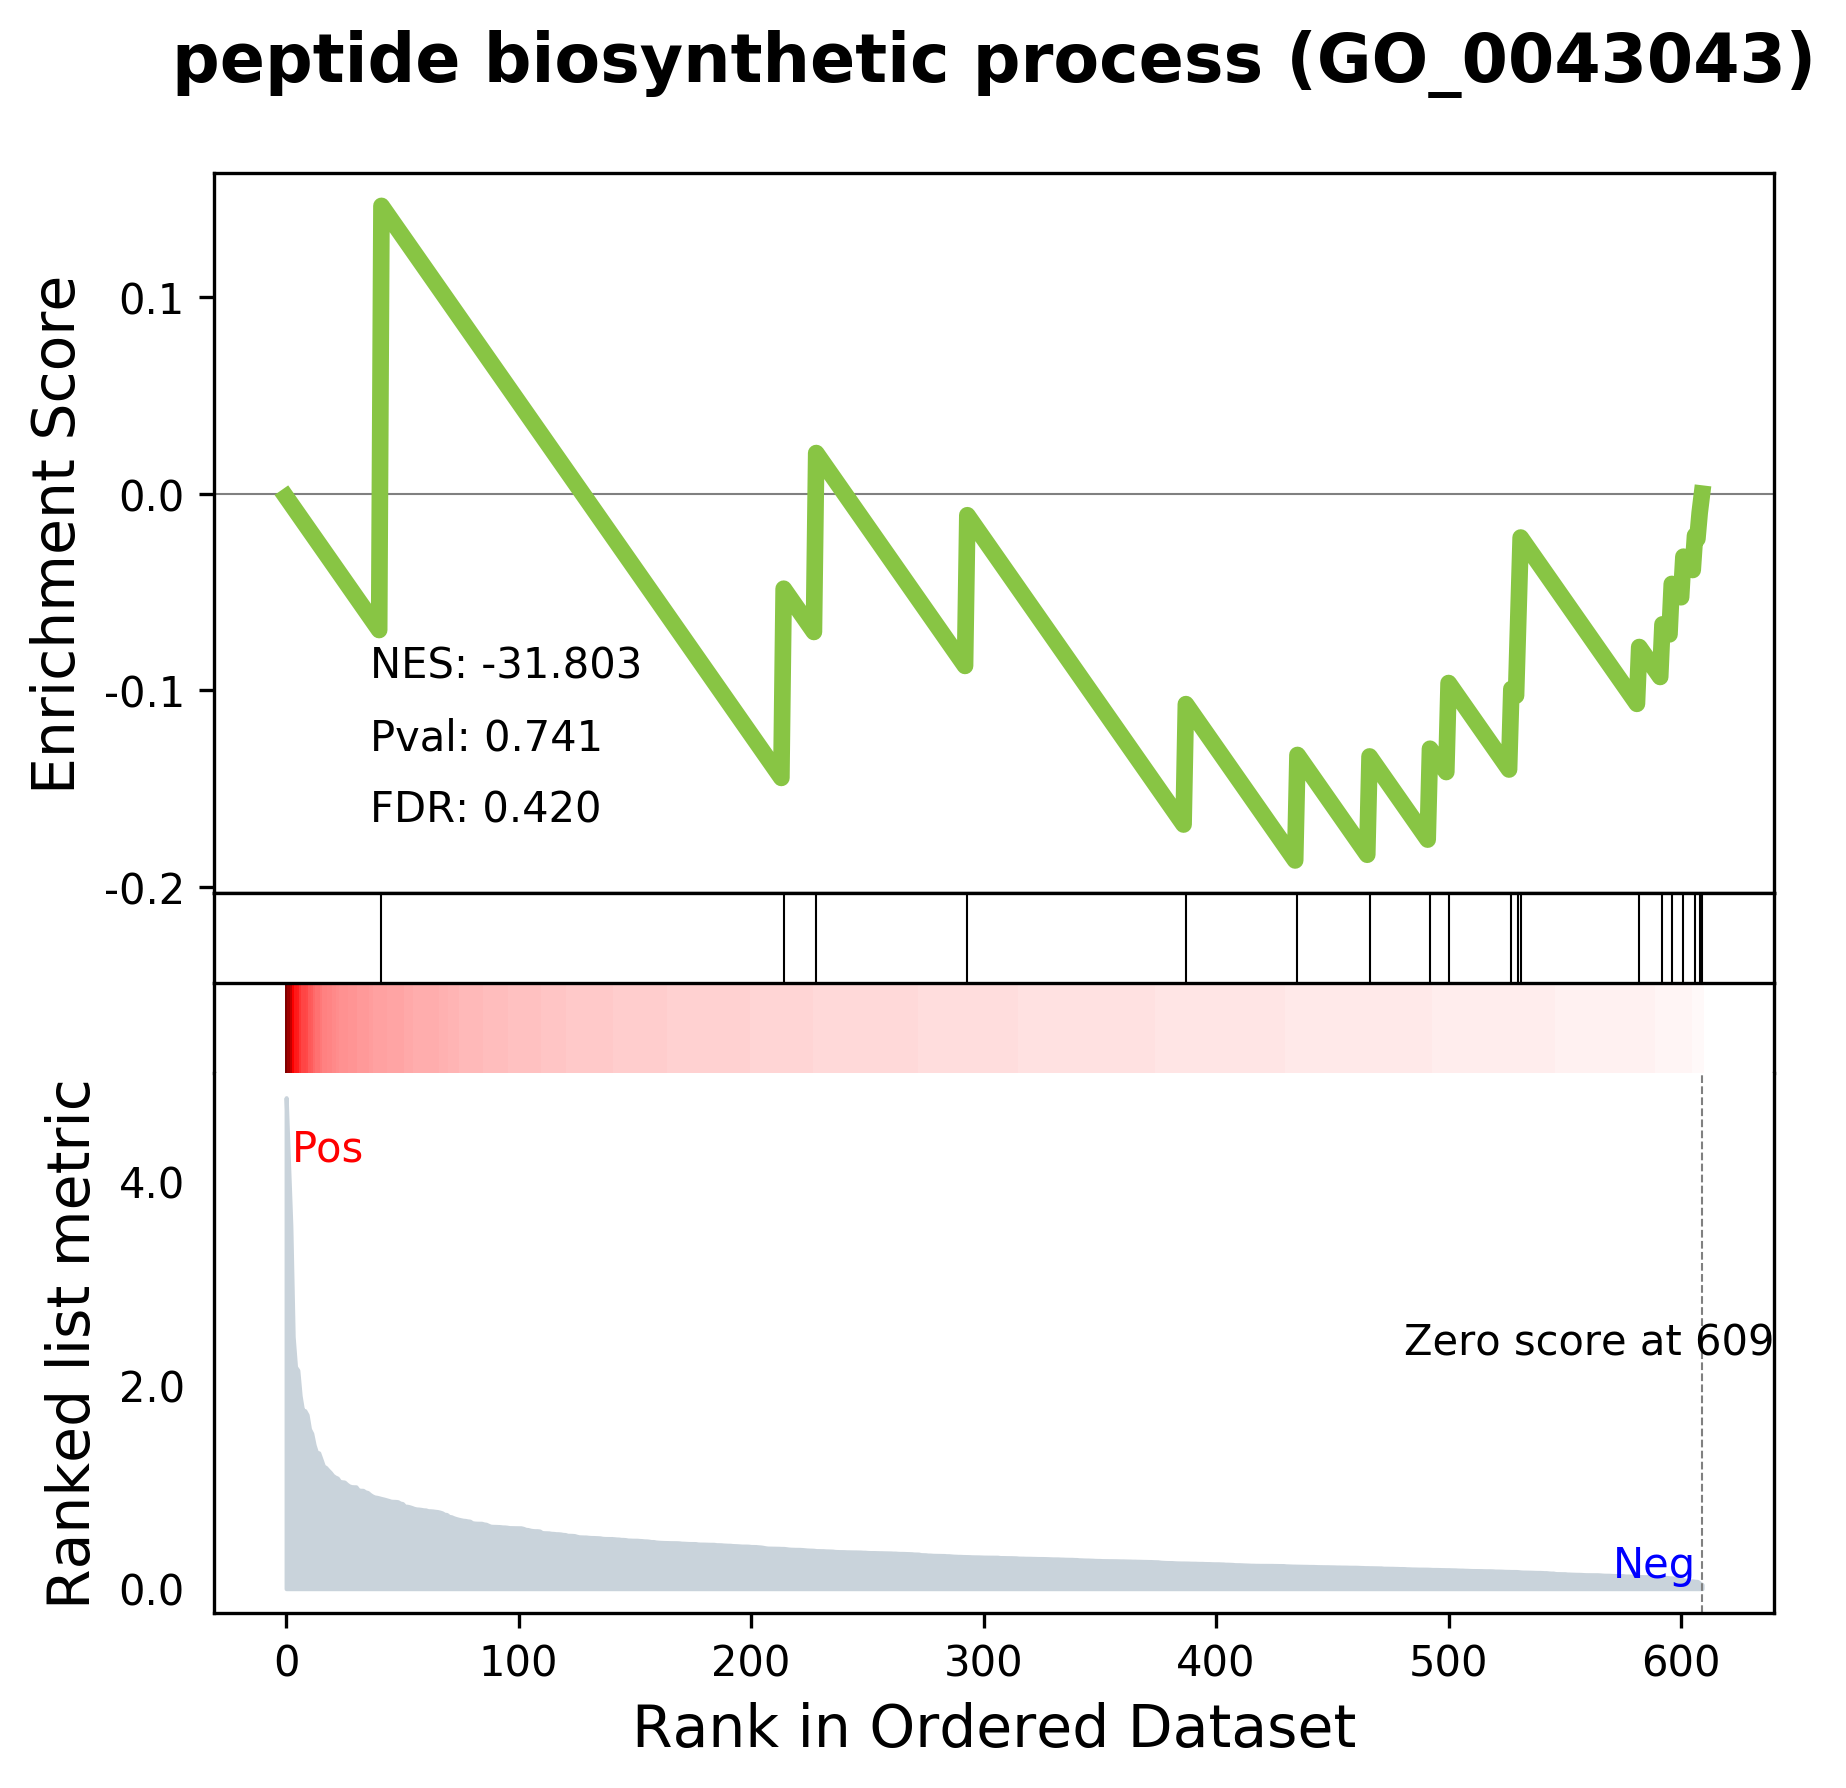 peptide biosynthetic process (GO_0043043)
Enrichment Score
0.1
0.0
-0.1
-0.2
NES: -31.803
Pval: 0.741
FDR: 0.420
Ranked list metric
4.0
2.0
0.0
Pos
Zero score at 609
Neg
0 100 200 300 400 500 600
Rank in Ordered Dataset